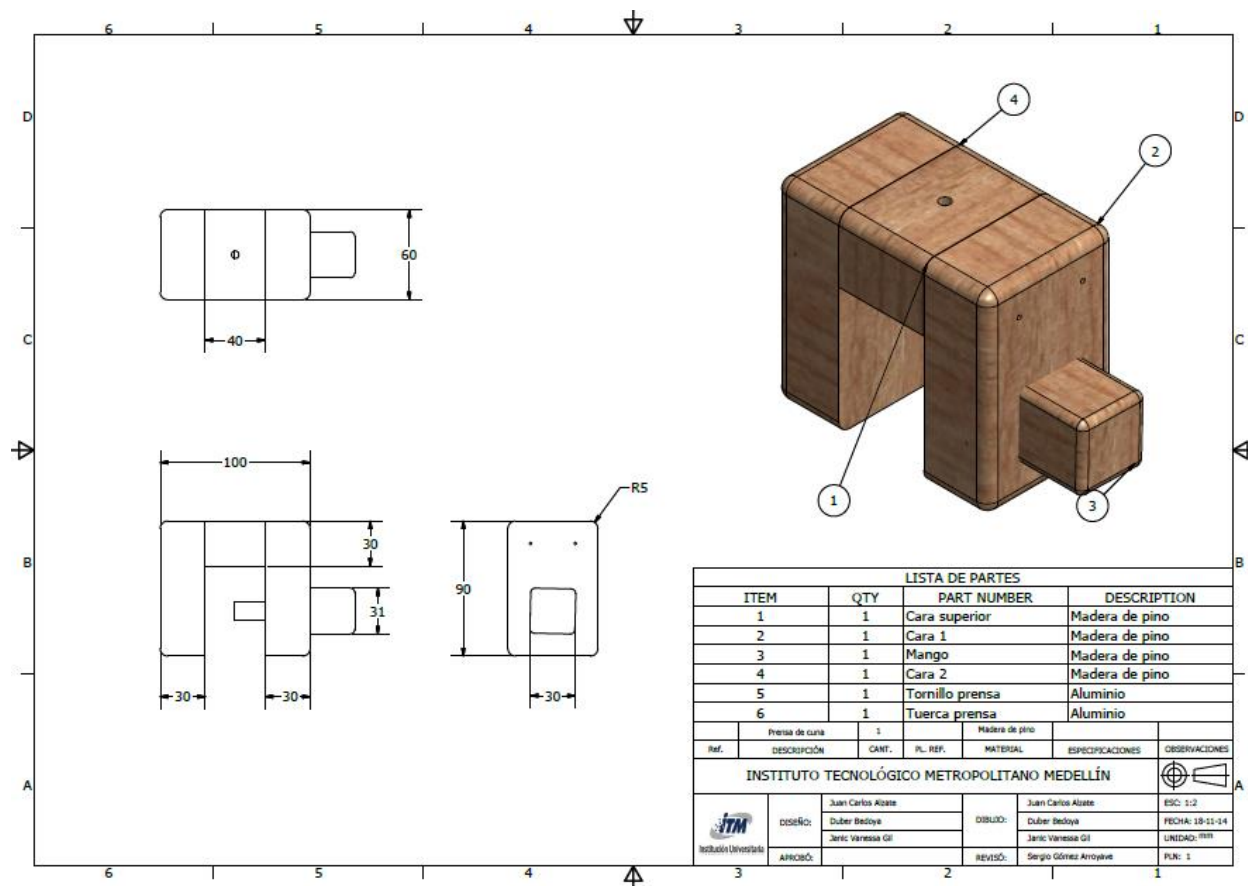 6 5 4 3 2 1
D D
4
2
60
C C
40
100
1
3
R5
30
90
31
B B
30 30
30
LISTA DE PARTES
ITEM QTY PART NUMBER DESCRIPTION
1 1 Cara superior Madera de pino
2 1 Cara 1 Madera de pino
3 1 Mango Madera de pino
4 1 Cara 2 Madera de pino
5 1 Tornillo prensa Aluminio
6 1 Tuerca prensa Aluminio
Prensa de cuna 1 Madera de pino
Ref. DESCRIPCIÓN CANT. PL. REF. MATERIAL ESPECIFICACIONES OBSERVACIONES
INSTITUTO TECNOLÓGICO METROPOLITANO MEDELLÍN
A A
iTM
Institución Universitaria
DISEÑO:
Juan Carlos Alzate
Duber Bedoya
Janic Vanessa Gil
DIBUJO:
Juan Carlos Alzate
Duber Bedoya
Janic Vanessa Gil
ESC: 1:2
FECHA: 18-11-14
UNIDAD: mm
APROBÓ:
REVISÓ: Sergio Gómez Arroyave
PLN: 1
6 5 4 3 2 1